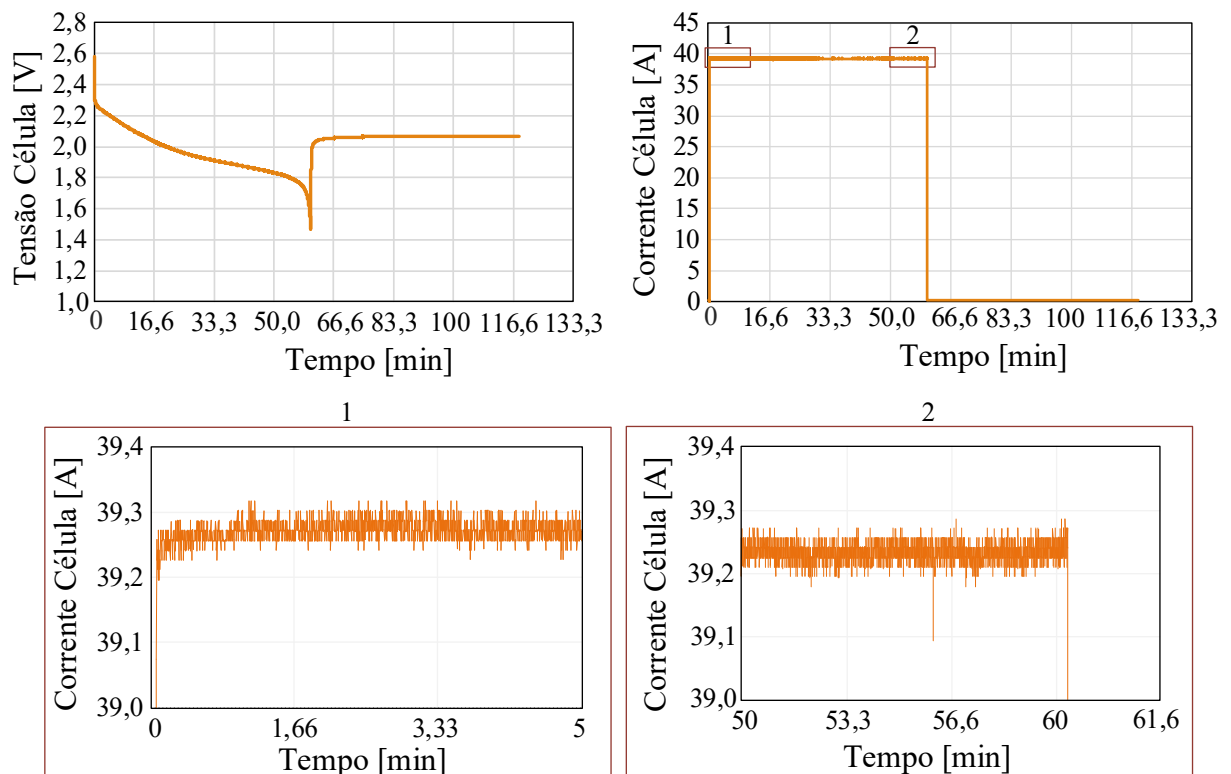 Tensão Célula [V]
2,8
2,6
2,4
2,2
2,0
1,8
1,6
1,4
1,2
1,0
0 16,6 33,3 50,0 66,6 83,3 100 116,6 133,3
Tempo [min]
Corrente Célula [A]
45
40
35
30
25
20
15
10
5
0
1 2
0 16,6 33,3 50,0 66,6 83,3 100 116,6 133,3
Tempo [min]
1
Corrente Célula [A]
39,4
39,3
39,2
39,1
39,0
0 1,66 3,33 5
Tempo [min]
2
Corrente Célula [A]
39,4
39,3
39,2
39,1
39,0
50 53,3 56,6 60 61,6
Tempo [min]